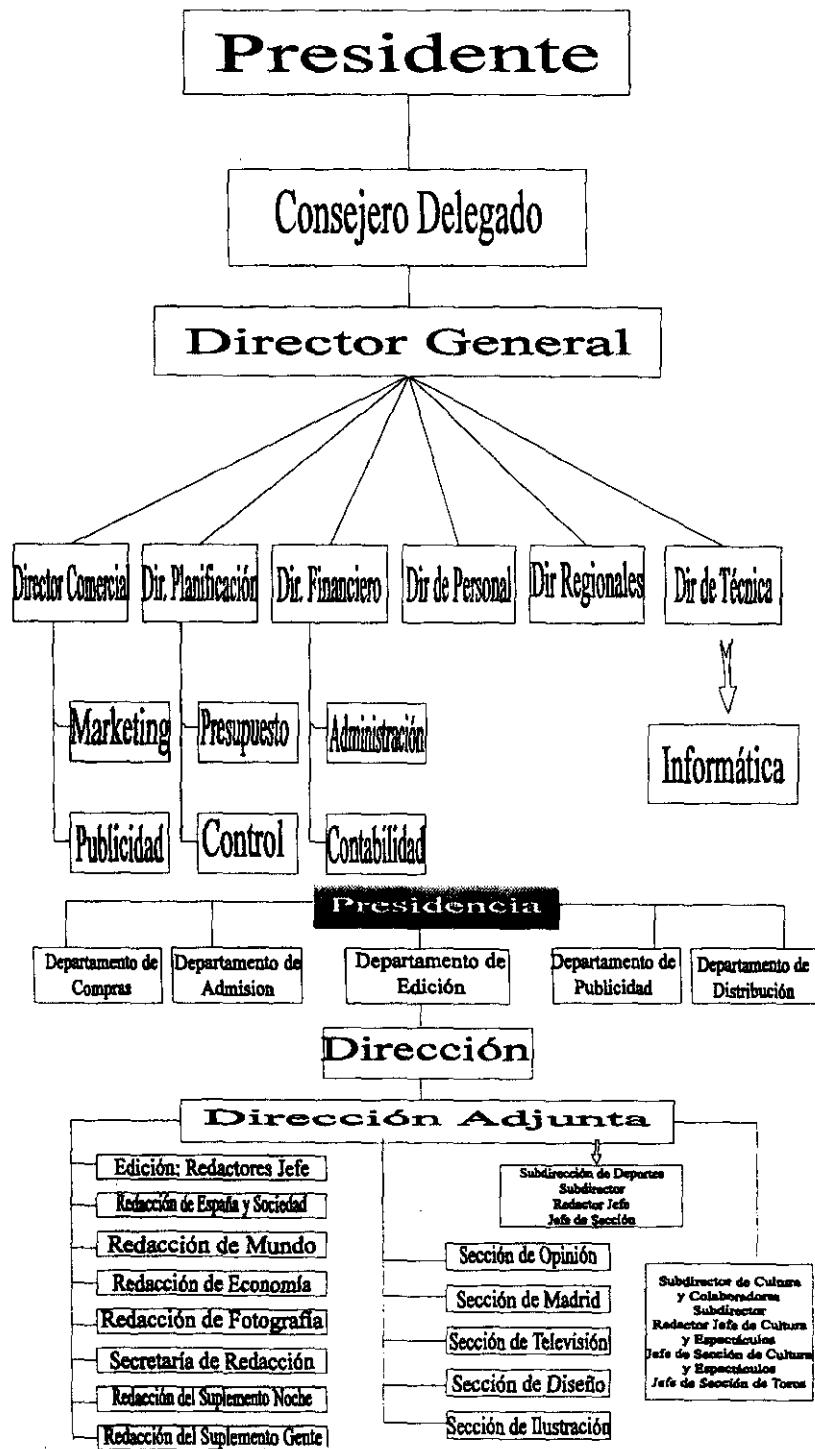 Presidente
Consejero Delegado
Director General
Director Comercial
Dir. Planificación
Dir. Financiero
Dir de Personal
Dir Regionales
Dir de Técnica
Marketing
Presupuesto
Administración
Informática
Publicidad
Control
Contabilidad
Presidencia
Departamento de
Compras
Departamento de
Admision
Departamento de
Edición
Departamento de
Publicidad
Departamento de
Distribución
Dirección
Dirección Adjunta
Edición: Redactores Jefe
Redacción de España y Sociedad
Redacción de Mundo
Redacción de Economía
Redacción de Fotografía
Secretaría de Redacción
Redacción del Suplemento Noche
Redacción del Suplemento Gente
Sección de Opinión
Sección de Madrid
Sección de Televisión
Sección de Diseño
Sección de Ilustración
Subdirección de Deportes
Subdirector
Redactor Jefe
Jefe de Sección
Subdirector de Cultura
y Colaboradores
Subdirector
Redactor Jefe de Cultura
y Espectáculos
Jefe de Sección de Cultura
y Espectáculos
Jefe de Sección de Toros